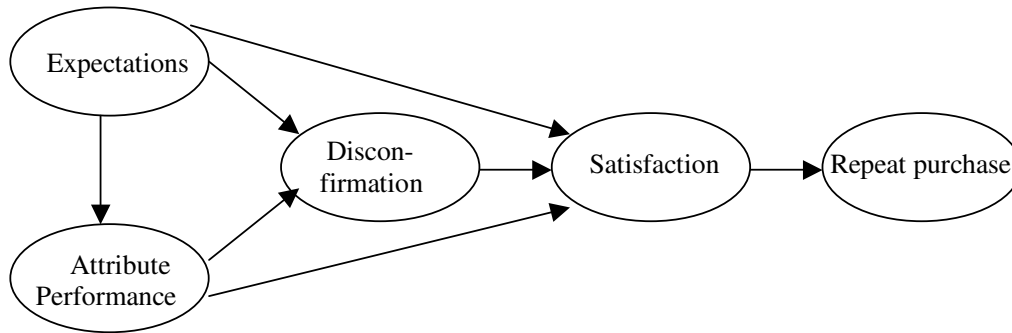 Expectations
Discon-
firmation
Satisfaction
Repeat purchase
Attribute
Performance